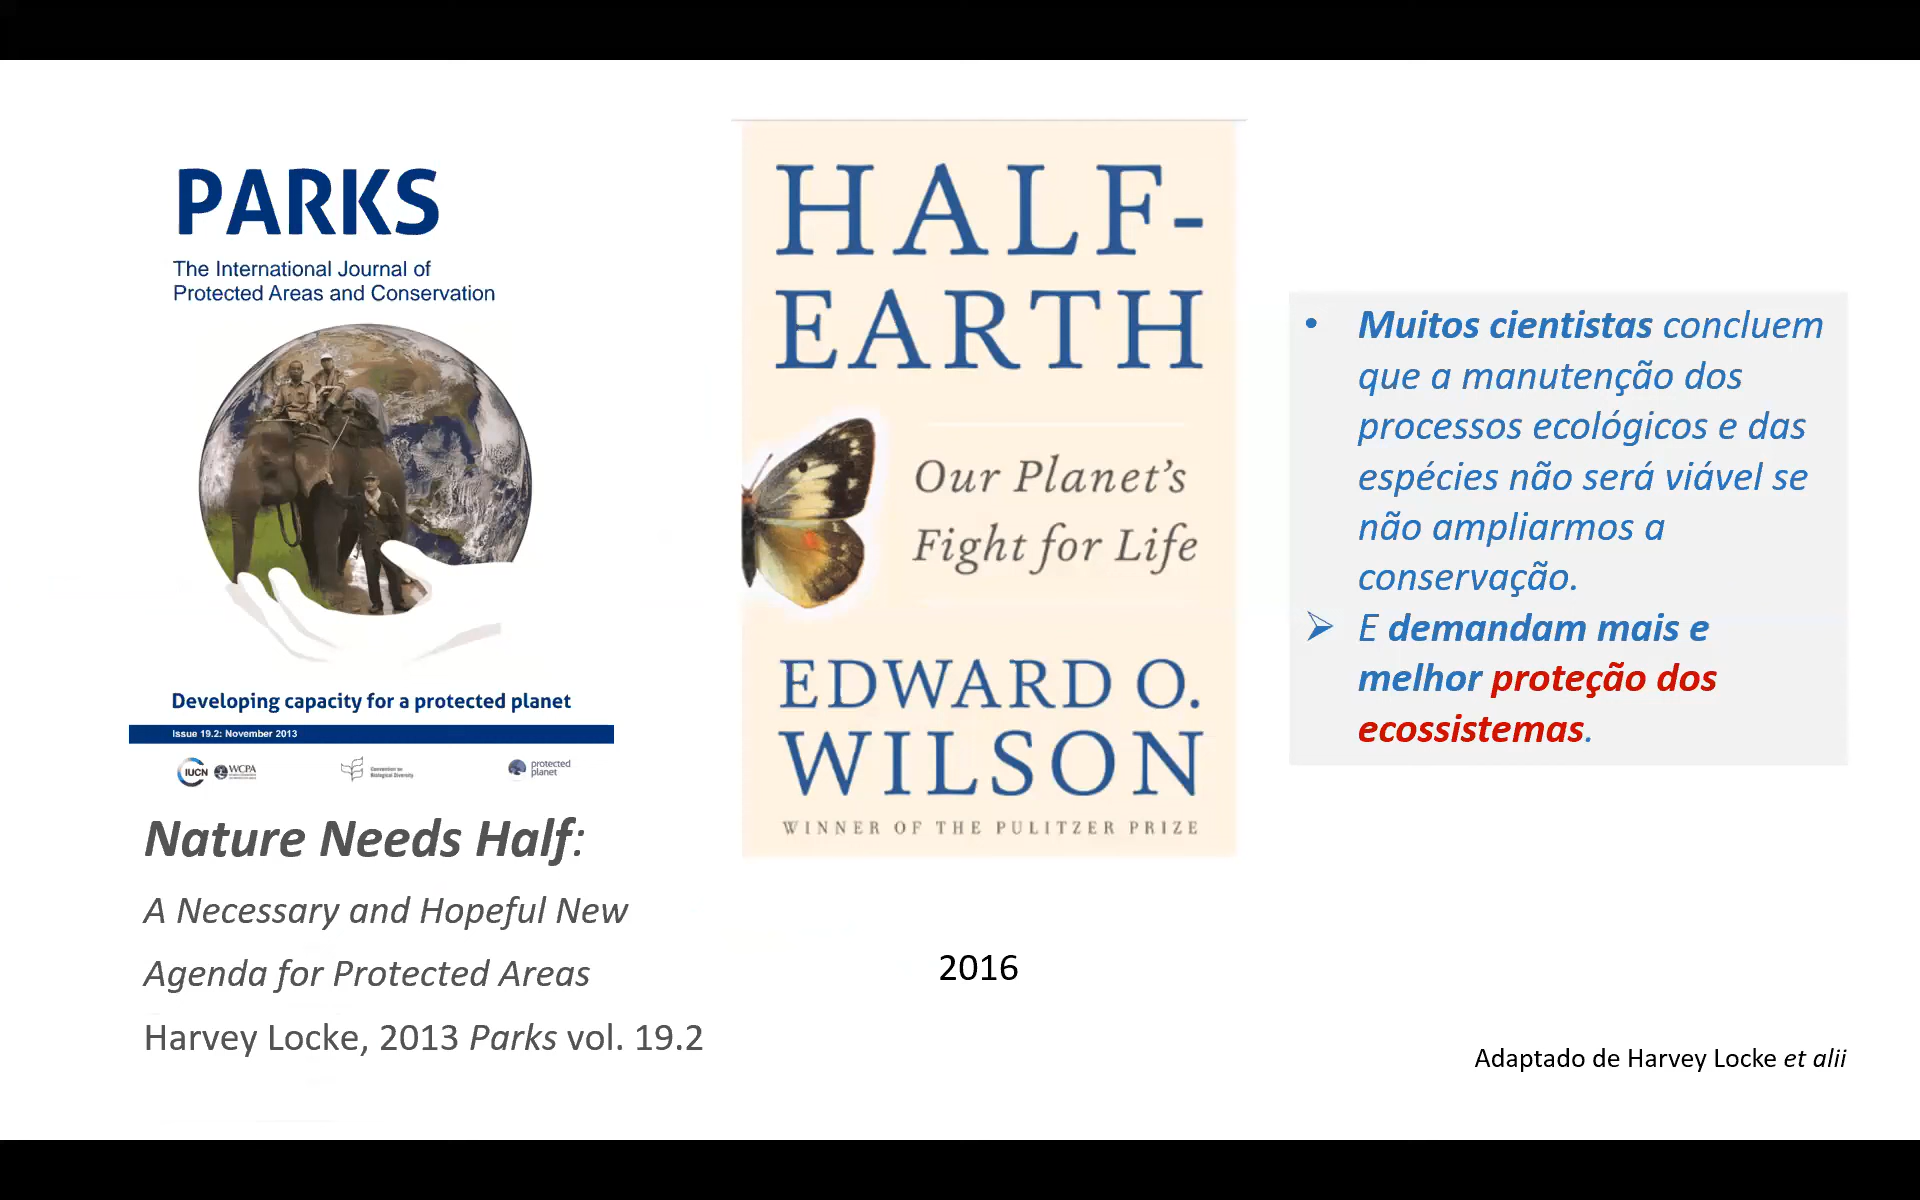 PARKS
The International Journal of
Protected Areas and Conservation
Developing capacity for a protected planet
Issue 19.2: November 2013
IUCN
WCPA
Convention on
Biological Diversity
protected
planet
Nature Needs Half:
A Necessary and Hopeful New
Agenda for Protected Areas
Harvey Locke, 2013 Parks vol. 19.2
HALF-
EARTH
Our Planet's
Fight for Life
EDWARD O.
WILSON
WINNER OF THE PULITZER PRIZE
2016
• Muitos cientistas concluem
que a manutenção dos
processos ecológicos e das
espécies não será viável se
não ampliarmos a
conservação.
➢ E demandam mais e
melhor proteção dos
ecossistemas.
Adaptado de Harvey Locke et alii